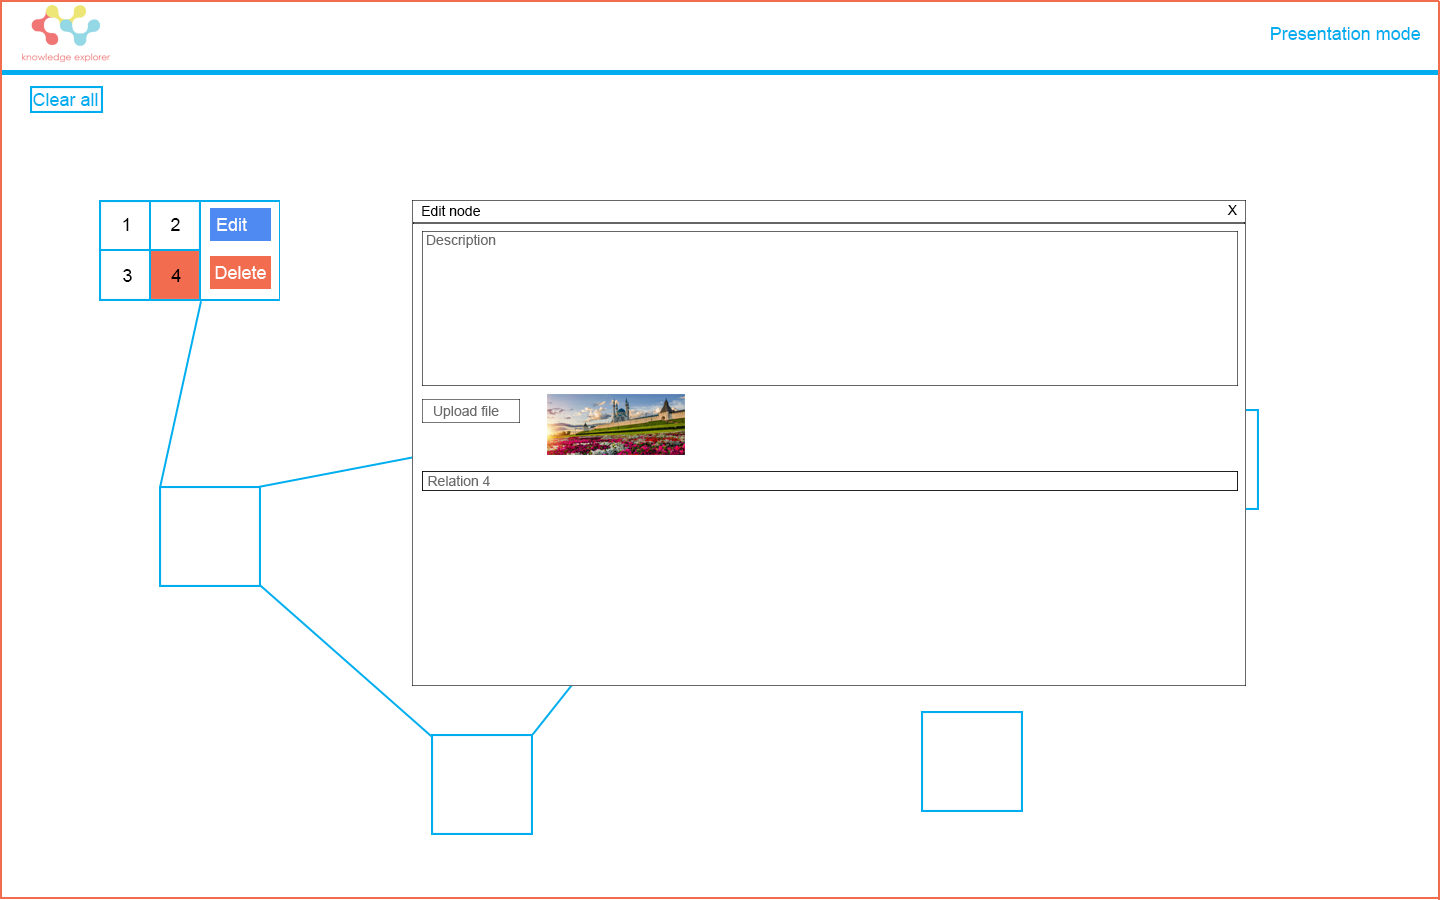 knowledge explorer
Presentation mode
Clear all
1
2
Edit
3
4
Delete
Edit node
X
Description
Upload file
Relation 4